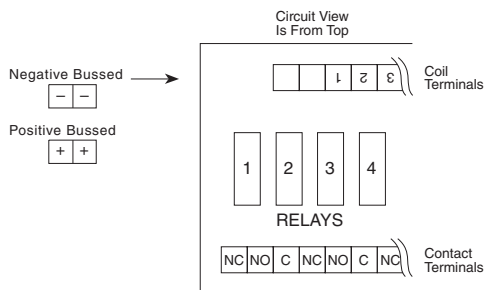 Circuit View
Is From Top
Negative Bussed
– –
Positive Bussed
+ +
1 2 3
Coil
Terminals
1 2 3 4
RELAYS
NC NO C NC NO C NC
Contact
Terminals